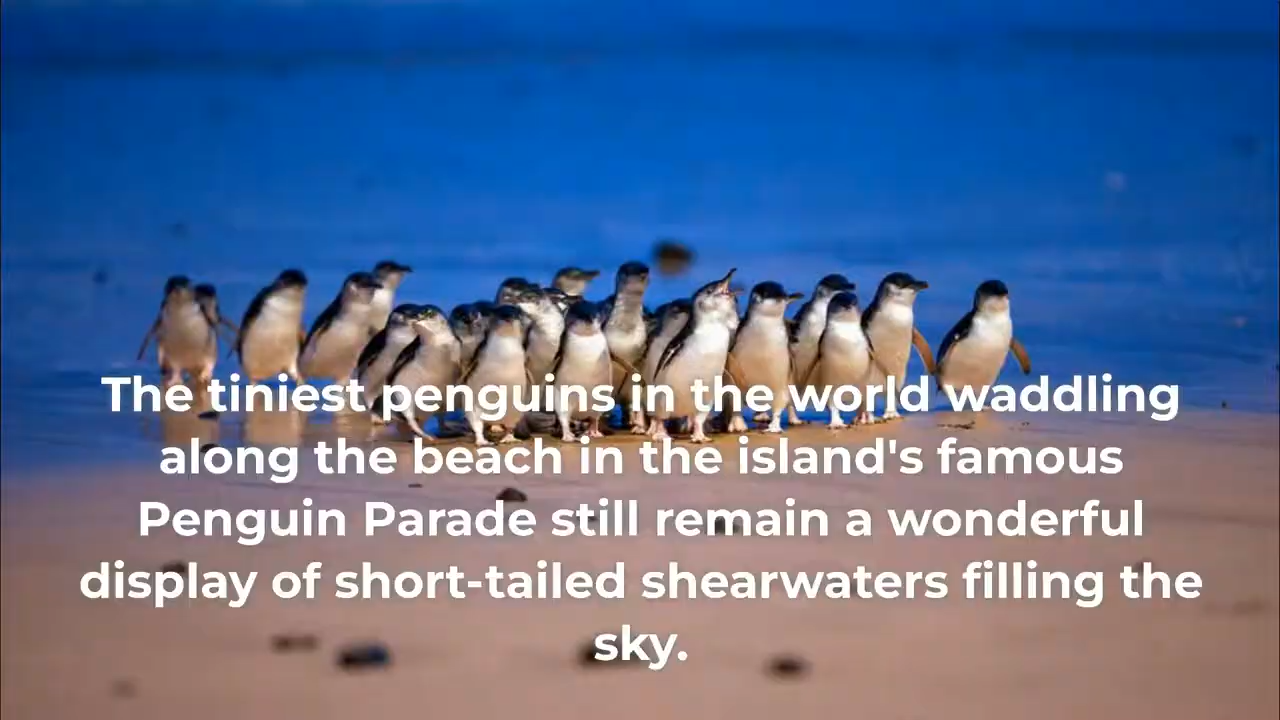 The tiniest penguins in the world waddling
along the beach in the island's famous
Penguin Parade still remain a wonderful
display of short-tailed shearwaters filling the
sky.